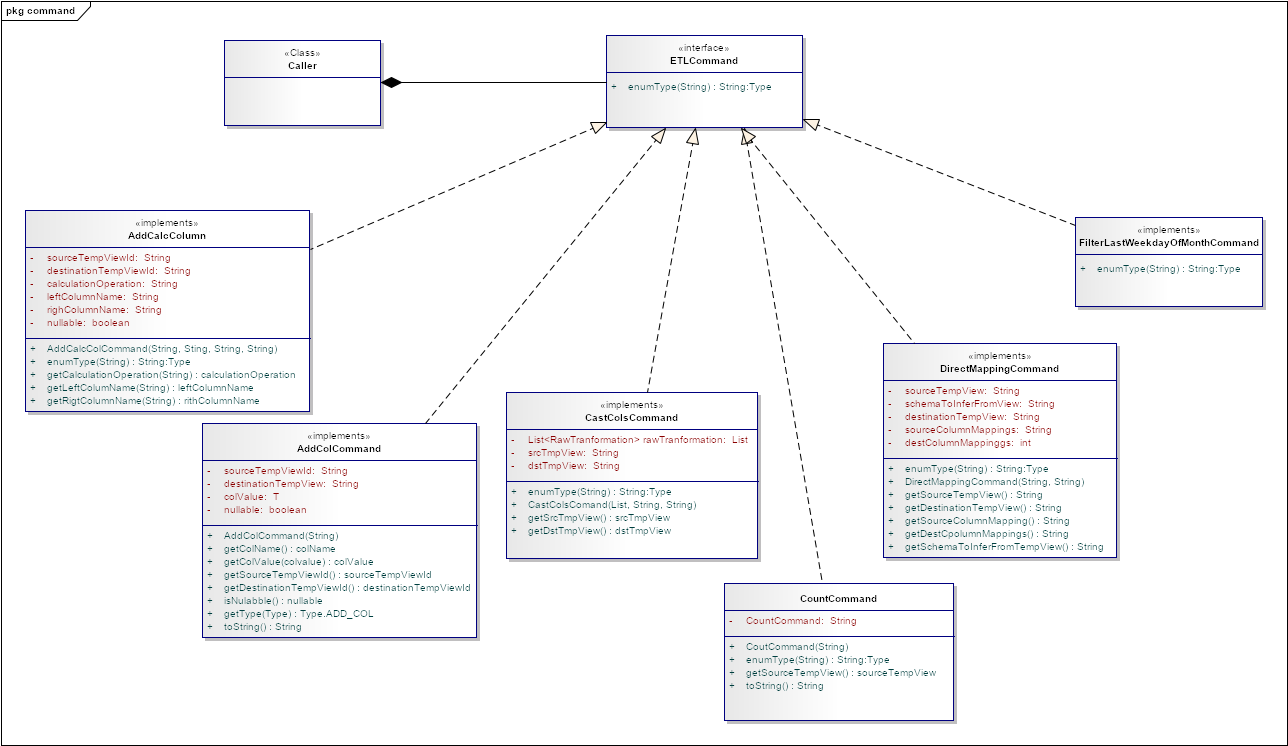 pkg command
«Class»
Caller
«interface»
ETLCommand
+ enumType(String) : String:Type
«implements»
AddCalcColumn
- sourceTempViewId: String
- destinationTempViewId: String
- calculationOperation: String
- leftColumnName: String
- righColumnName: String
- nullable: boolean
+ AddCalcColCommand(String, Sting, String, String)
+ enumType(String) : String:Type
+ getCalculationOperation(String) : calculationOperation
+ getLeftColumName(String) : leftColumnName
+ getRigtColumnName(String) : rithColumnName
«implements»
FilterLastWeekdayOfMonthCommand
+ enumType(String) : String:Type
«implements»
DirectMappingCommand
- sourceTempView: String
- schemaToInferFromView: String
- destinationTempView: String
- sourceColumnMappings: String
- destColumnMappinggs: int
+ enumType(String) : String:Type
+ DirectMappingCommand(String, String)
+ getSourceTempView() : String
+ getDestinationTempView() : String
+ getSourceColumnMapping() : String
+ getDestCpolumnMappings() : String
+ getSchemaToInferFromTempView() : String
«implements»
CastColsCommand
- List<RawTranformation> rawTranformation: List
- srcTmpView: String
- dstTmpView: String
+ enumType(String) : String:Type
+ CastColsComand(List, String, String)
+ getSrcTmpView() : srcTmpView
+ getDstTmpView() : dstTmpView
«implements»
AddColCommand
- sourceTempViewId: String
- destinationTempView: String
- colValue: T
- nullable: boolean
+ AddColCommand(String)
+ getColName() : colName
+ getColValue(colvalue) : colValue
+ getSourceTempViewId() : sourceTempViewId
+ getDestinationTempViewId() : destinationTempViewId
+ isNulabble() : nullable
+ getType(Type) : Type.ADD_COL
+ toString() : String
CountCommand
- CountCommand: String
+ CoutCommand(String)
+ enumType(String) : String:Type
+ getSourceTempView() : sourceTempView
+ toString() : String